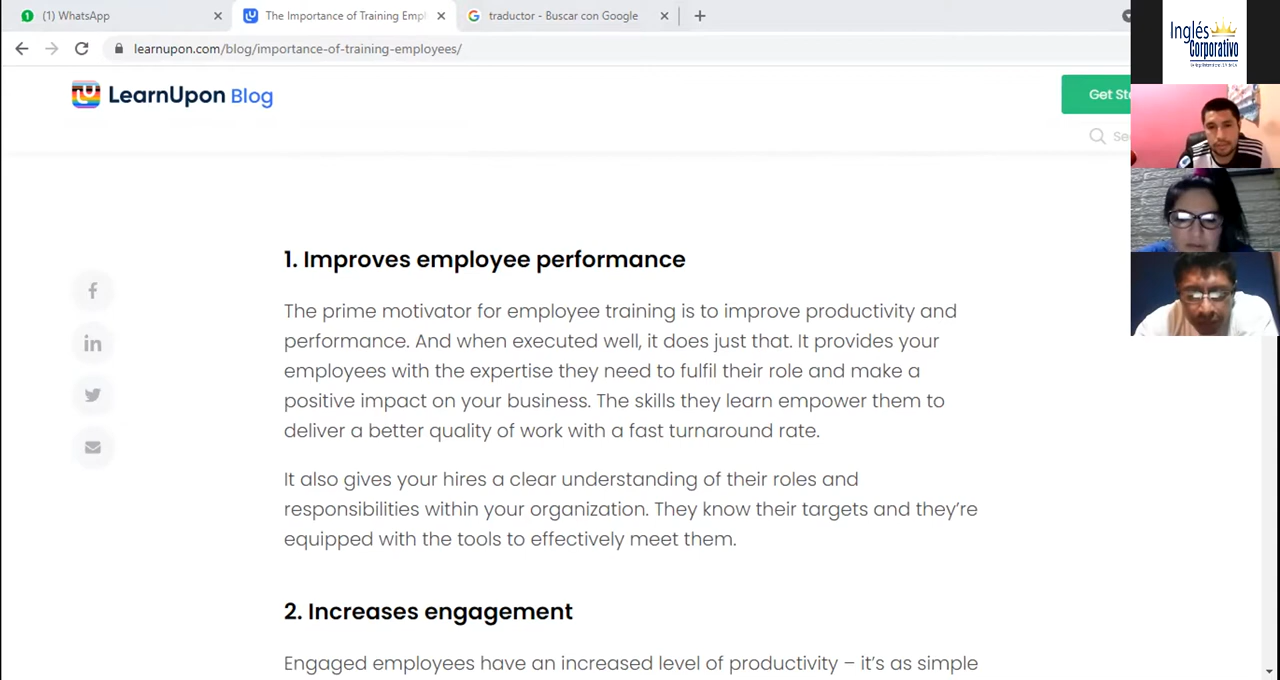 (1) WhatsApp
The Importance of Training Empl
traductor - Buscar con Google
learnupon.com/blog/importance-of-training-employees/
Inglés
Corporativo
LearnUpon Blog
Get Sta
Sea
1. Improves employee performance
The prime motivator for employee training is to improve productivity and
performance. And when executed well, it does just that. It provides your
employees with the expertise they need to fulfil their role and make a
positive impact on your business. The skills they learn empower them to
deliver a better quality of work with a fast turnaround rate.
It also gives your hires a clear understanding of their roles and
responsibilities within your organization. They know their targets and they’re
equipped with the tools to effectively meet them.
2. Increases engagement
Engaged employees have an increased level of productivity – it’s as simple